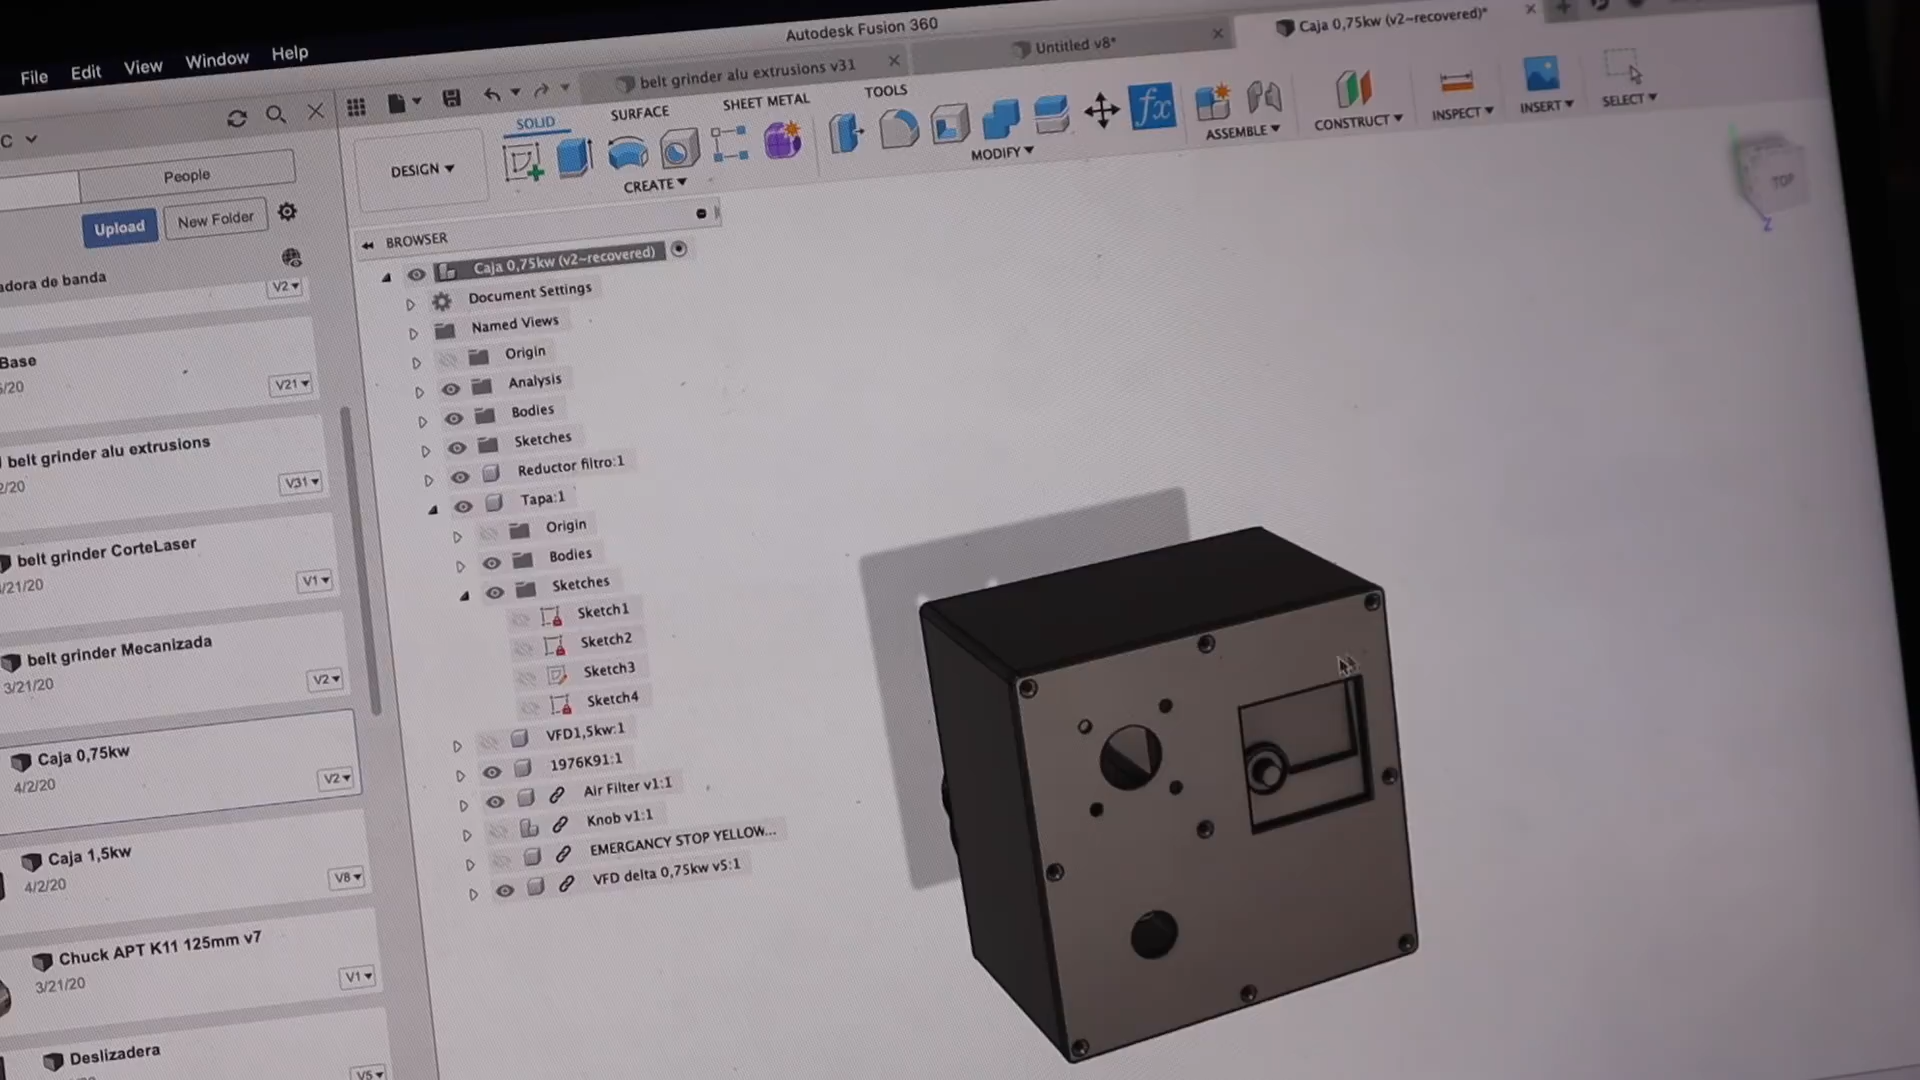 Autodesk Fusion 360
File Edit View Window Help
belt grinder alu extrusions v31
Untitled v8*
Caja 0,75kw (v2~recovered)*
SOLID SURFACE SHEET METAL TOOLS
DESIGN
CREATE
MODIFY
ASSEMBLE
CONSTRUCT
INSPECT
INSERT
SELECT
TOP
Z
C
People
Upload New Folder
adora de banda
V2
Base
V21
belt grinder alu extrusions
2/20
V31
belt grinder CorteLaser
/21/20
V1
belt grinder Mecanizada
3/21/20
V2
Caja 0,75kw
4/2/20
V2
Caja 1,5kw
4/2/20
V8
Chuck APT K11 125mm v7
3/21/20
V1
Deslizadera
V5
BROWSER
Caja 0,75kw (v2~recovered)
Document Settings
Named Views
Origin
Analysis
Bodies
Sketches
Reductor filtro:1
Tapa:1
Origin
Bodies
Sketches
Sketch1
Sketch2
Sketch3
Sketch4
VFD1,5kw:1
1976K91:1
Air Filter v1:1
Knob v1:1
EMERGANCY STOP YELLOW...
VFD delta 0,75kw v5:1